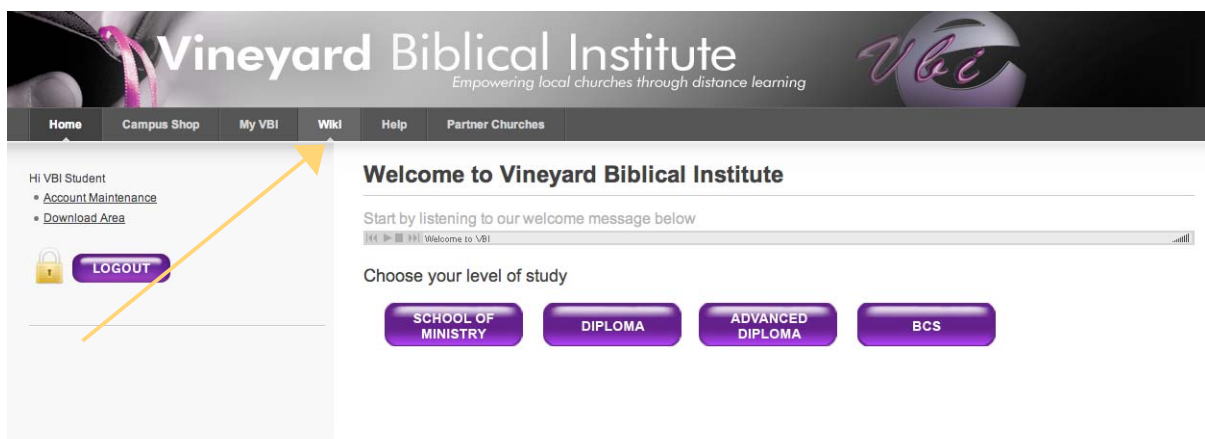 Vineyard Biblical Institute
Empowering local churches through distance learning
Vbi
Home Campus Shop My VBI Wiki Help Partner Churches
Hi VBI Student
Account Maintenance
Download Area
LOGOUT
Welcome to Vineyard Biblical Institute
Start by listening to our welcome message below
Welcome to VBI
Choose your level of study
SCHOOL OF
MINISTRY
DIPLOMA
ADVANCED
DIPLOMA
BCS